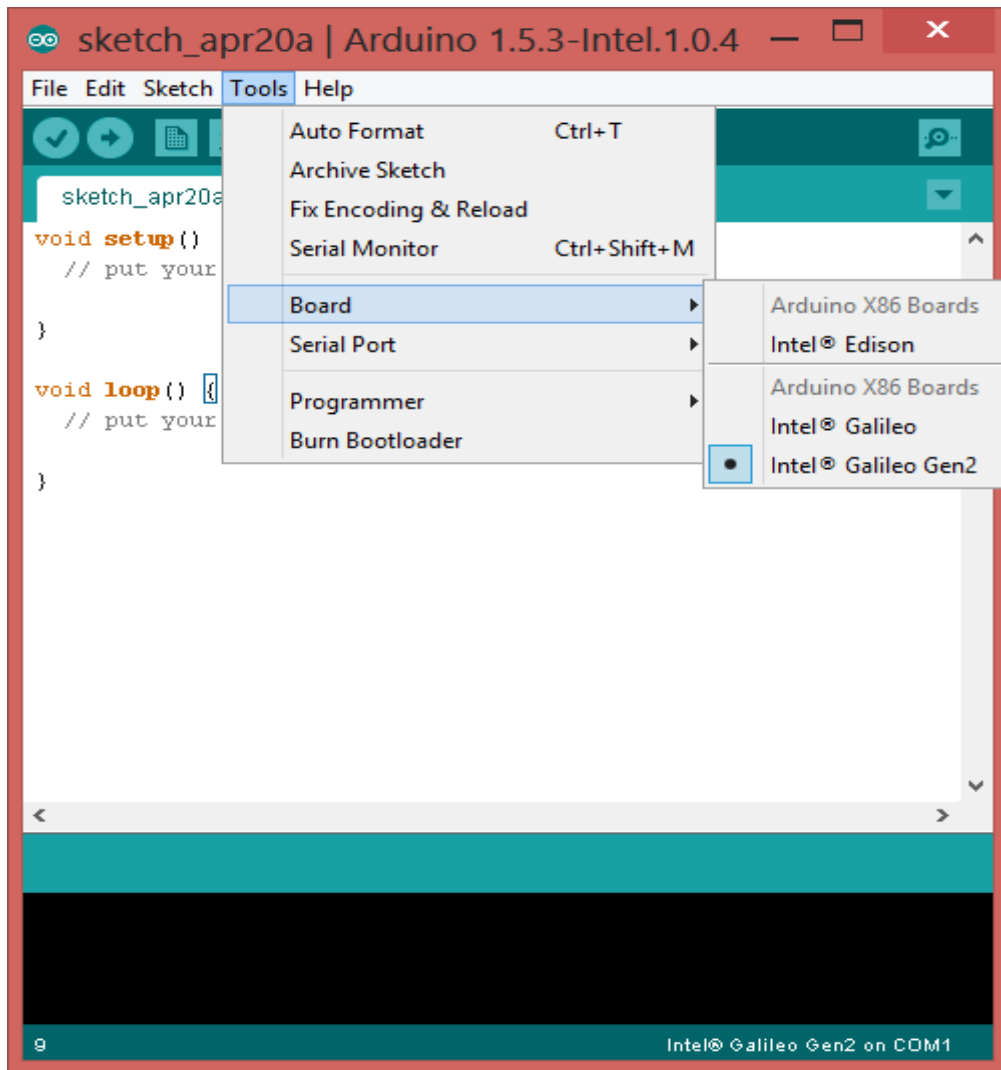 sketch_apr20a | Arduino 1.5.3-Intel.1.0.4
File Edit Sketch Tools Help
Auto Format Ctrl+T
Archive Sketch
Fix Encoding & Reload
Serial Monitor Ctrl+Shift+M
Board
Serial Port
Programmer
Burn Bootloader
Arduino X86 Boards
Intel® Edison
Arduino X86 Boards
Intel® Galileo
Intel® Galileo Gen2
sketch_apr20a
void setup()
// put your
}
void loop() {
// put your
}
9 Intel® Galileo Gen2 on COM1